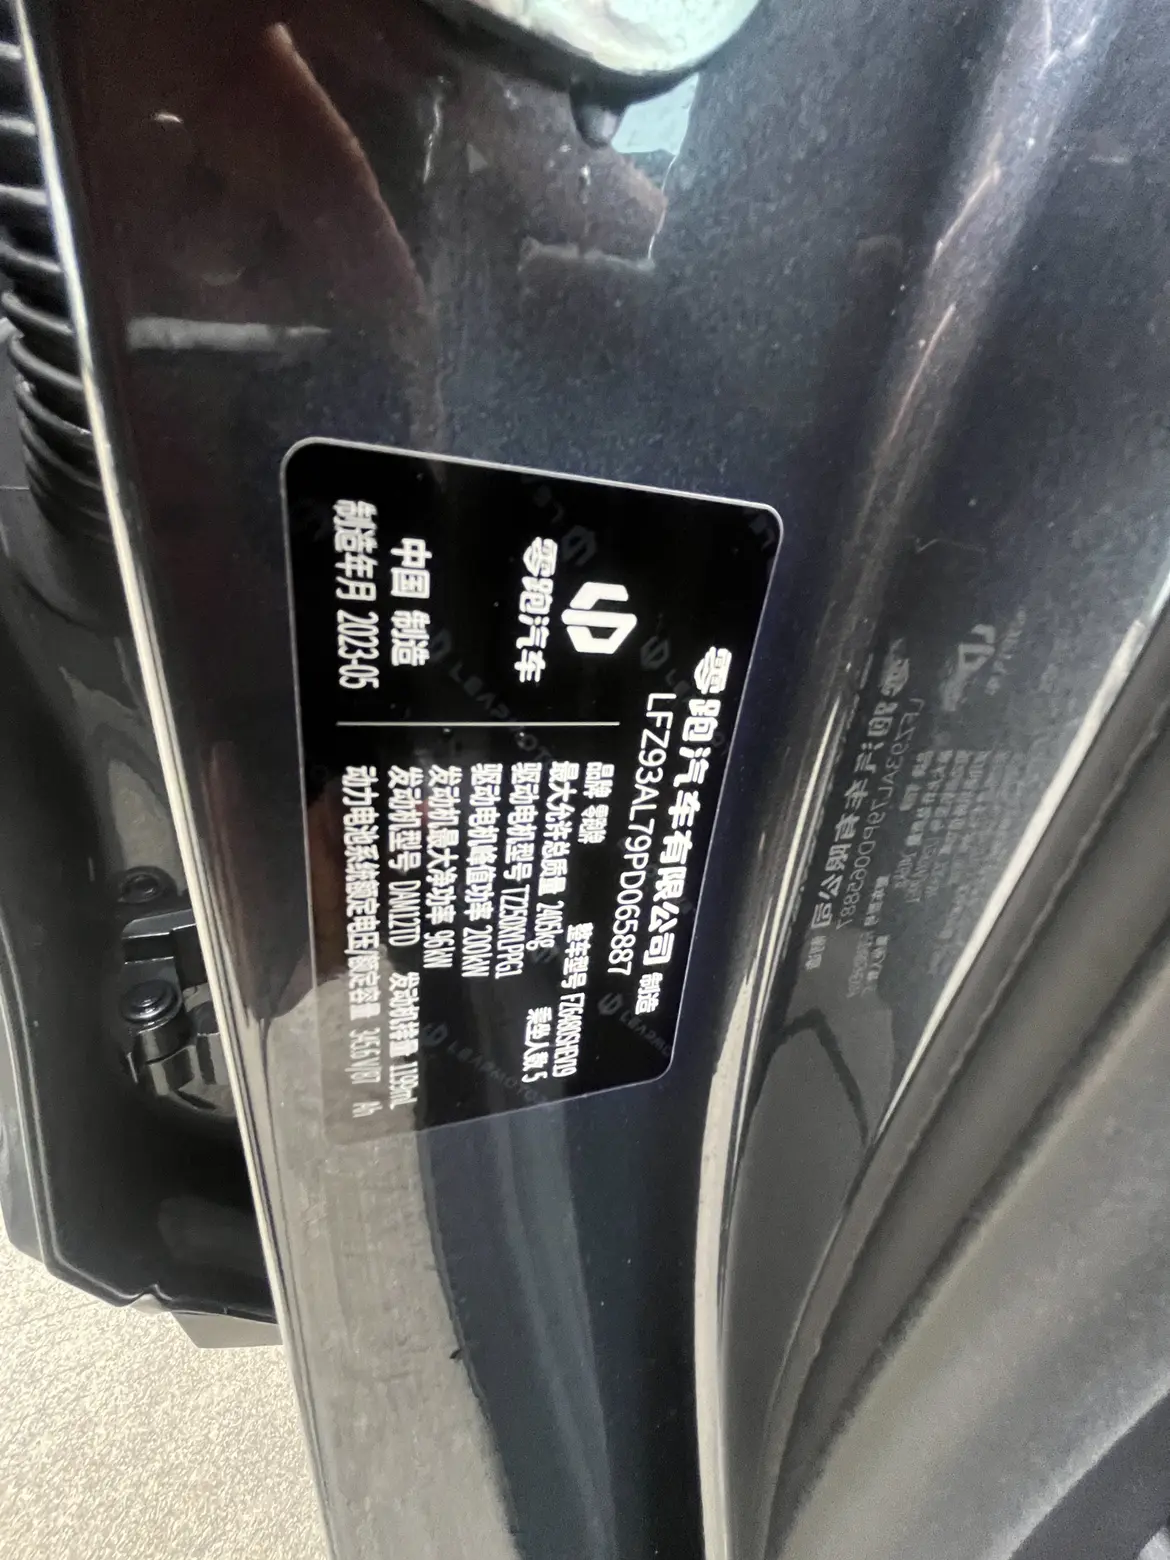 零跑汽车有限公司 制造
LFZ93AL79PD065887
零跑汽车
中国 制造
制造年月 2023-05
品牌 零跑
整车型号 FZ6480SHEV19
最大允许总质量 2405kg
乘坐人数 5
驱动电机型号 TZ250X1PC1
驱动电机峰值功率 200kW
发动机最大净功率 96kW
发动机型号
发动机排量 1199mL
动力电池系统额定电压/额定容量
Ah
LEAPMOTOR